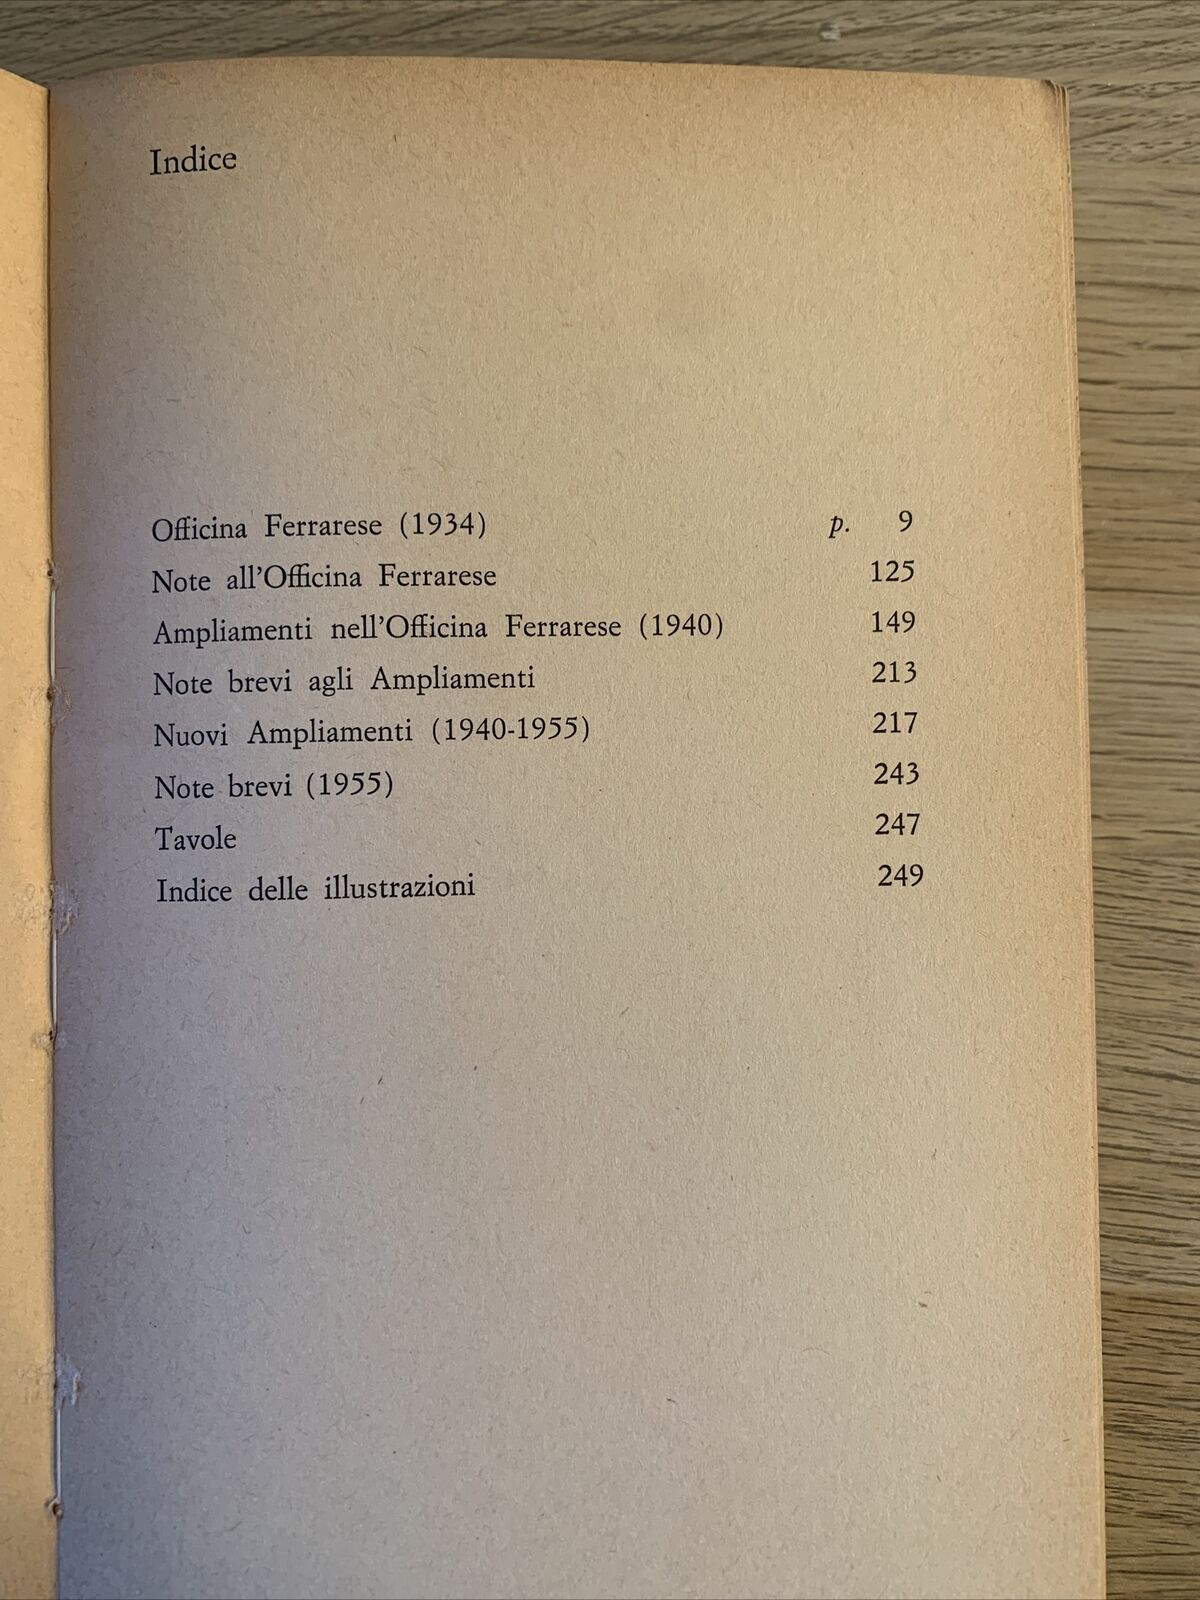 Indice
Officina Ferrarese (1934) p. 9
Note all'Officina Ferrarese 125
Ampliamenti nell'Officina Ferrarese (1940) 149
Note brevi agli Ampliamenti 213
Nuovi Ampliamenti (1940-1955) 217
Note brevi (1955) 243
Tavole 247
Indice delle illustrazioni 249